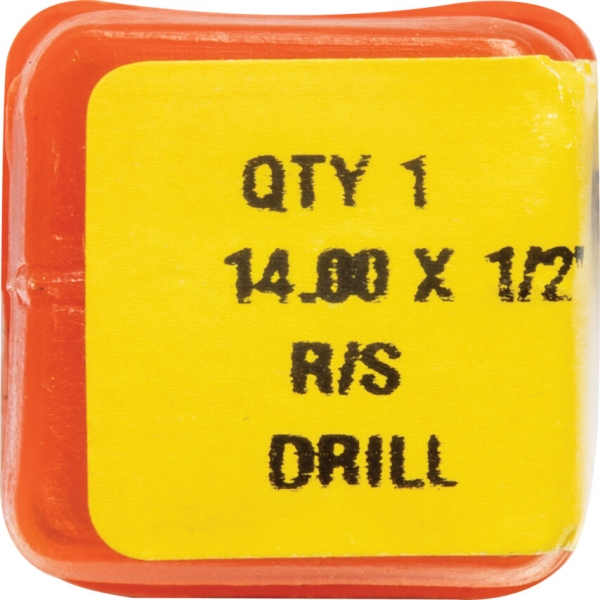 QTY 1
14.00 X 1/2"
R/S
DRILL